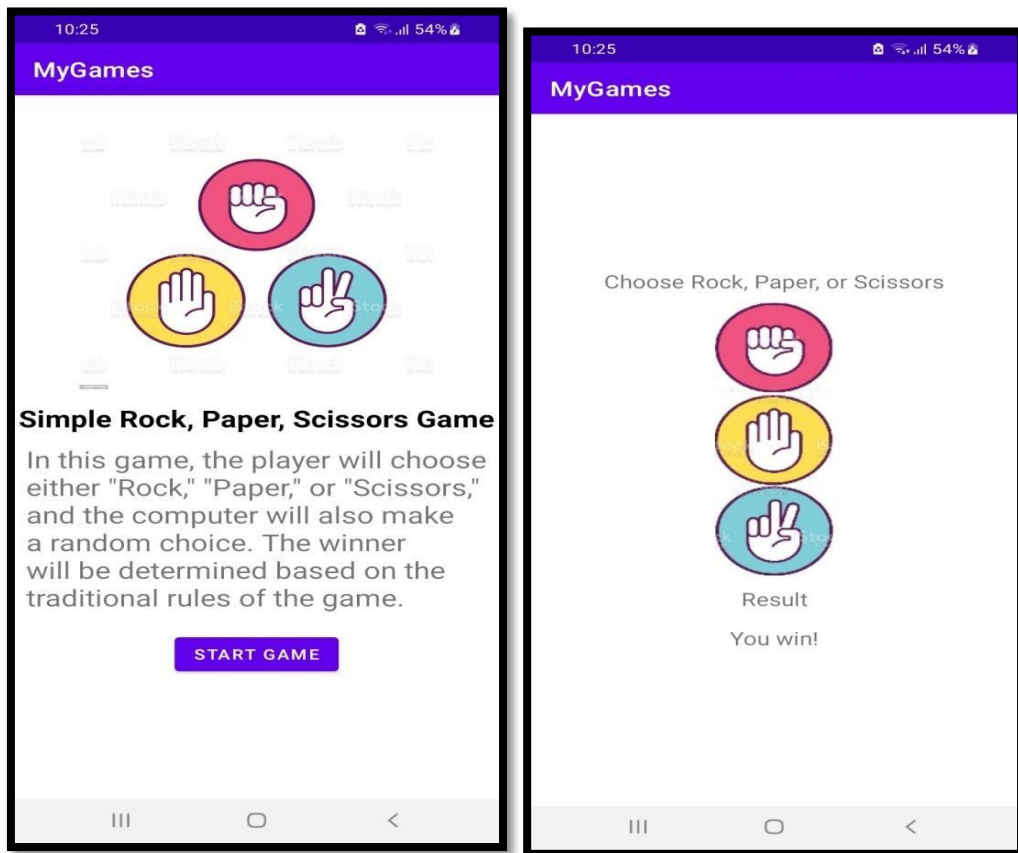 10:25
54%
MyGames
Simple Rock, Paper, Scissors Game
In this game, the player will choose
either "Rock," "Paper," or "Scissors,"
and the computer will also make
a random choice. The winner
will be determined based on the
traditional rules of the game.
START GAME
10:25
54%
MyGames
Choose Rock, Paper, or Scissors
Result
You win!